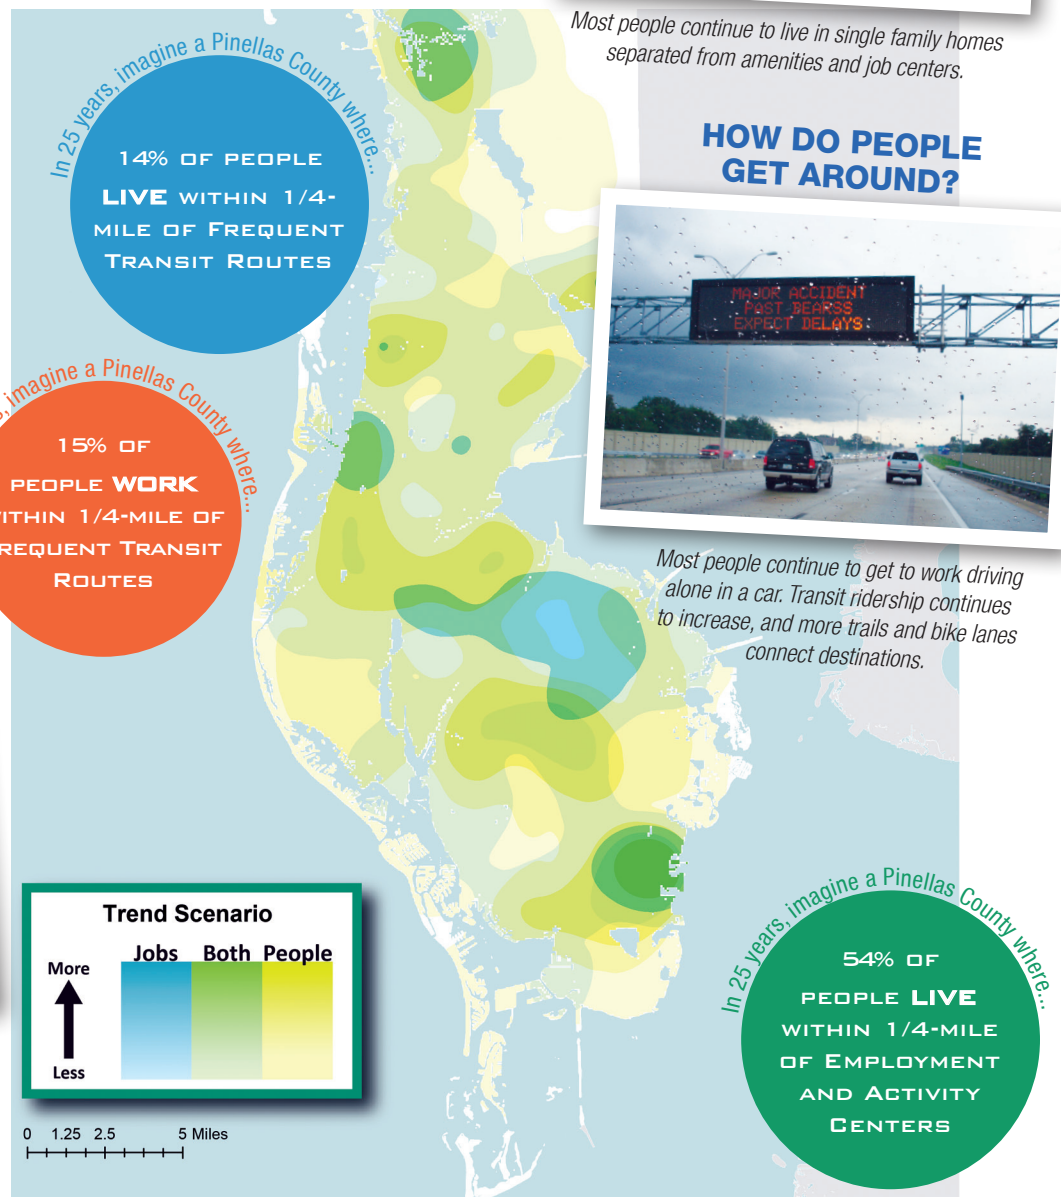 Most people continue to live in single family homes
separated from amenities and job centers.
In 25 years, imagine a Pinellas County where...
14% OF PEOPLE
LIVE WITHIN 1/4-
MILE OF FREQUENT
TRANSIT ROUTES
HOW DO PEOPLE
GET AROUND?
MAJOR ACCIDENT
PAST BEARSS
EXPECT DELAYS
imagine a Pinellas County where...
15% OF
PEOPLE WORK
WITHIN 1/4-MILE OF
FREQUENT TRANSIT
ROUTES
Most people continue to get to work driving
alone in a car. Transit ridership continues
to increase, and more trails and bike lanes
connect destinations.
Trend Scenario
Jobs Both People
More
Less
0 1.25 2.5 5 Miles
In 25 years, imagine a Pinellas County where...
54% OF
PEOPLE LIVE
WITHIN 1/4-MILE
OF EMPLOYMENT
AND ACTIVITY
CENTERS